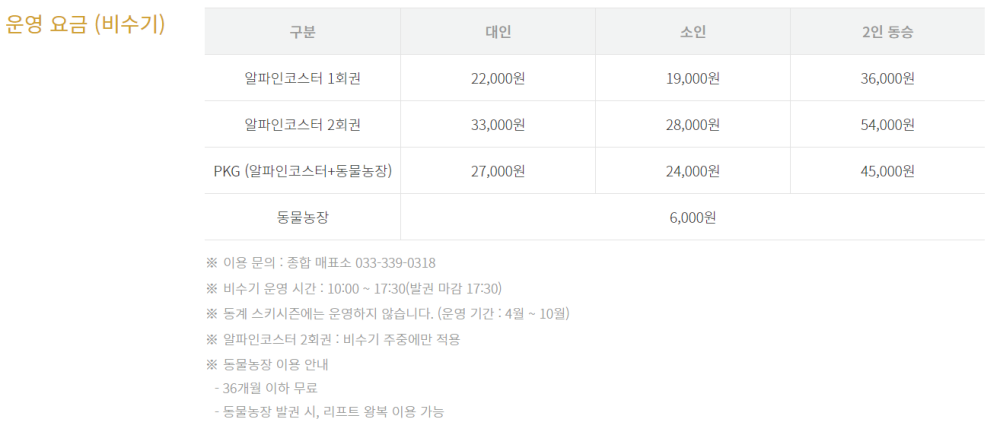 운영 요금 (비수기)
구분 대인 소인 2인 동승
알파인코스터 1회권 22,000원 19,000원 36,000원
알파인코스터 2회권 33,000원 28,000원 54,000원
PKG (알파인코스터+동물농장) 27,000원 24,000원 45,000원
동물농장 6,000원
※ 이용 문의 : 종합 매표소 033-339-0318
※ 비수기 운영 시간 : 10:00 ~ 17:30(발권 마감 17:30)
※ 동계 스키시즌에는 운영하지 않습니다. (운영 기간 : 4월 ~ 10월)
※ 알파인코스터 2회권 : 비수기 주중에만 적용
※ 동물농장 이용 안내
- 36개월 이하 무료
- 동물농장 발권 시, 리프트 왕복 이용 가능